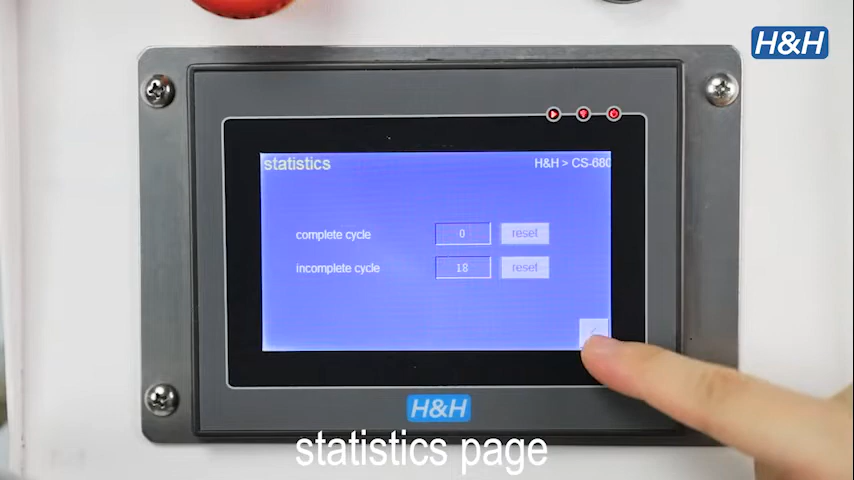 H&H
statistics
H&H > CS-680
complete cycle
0
reset
incomplete cycle
18
reset
H&H
statistics page